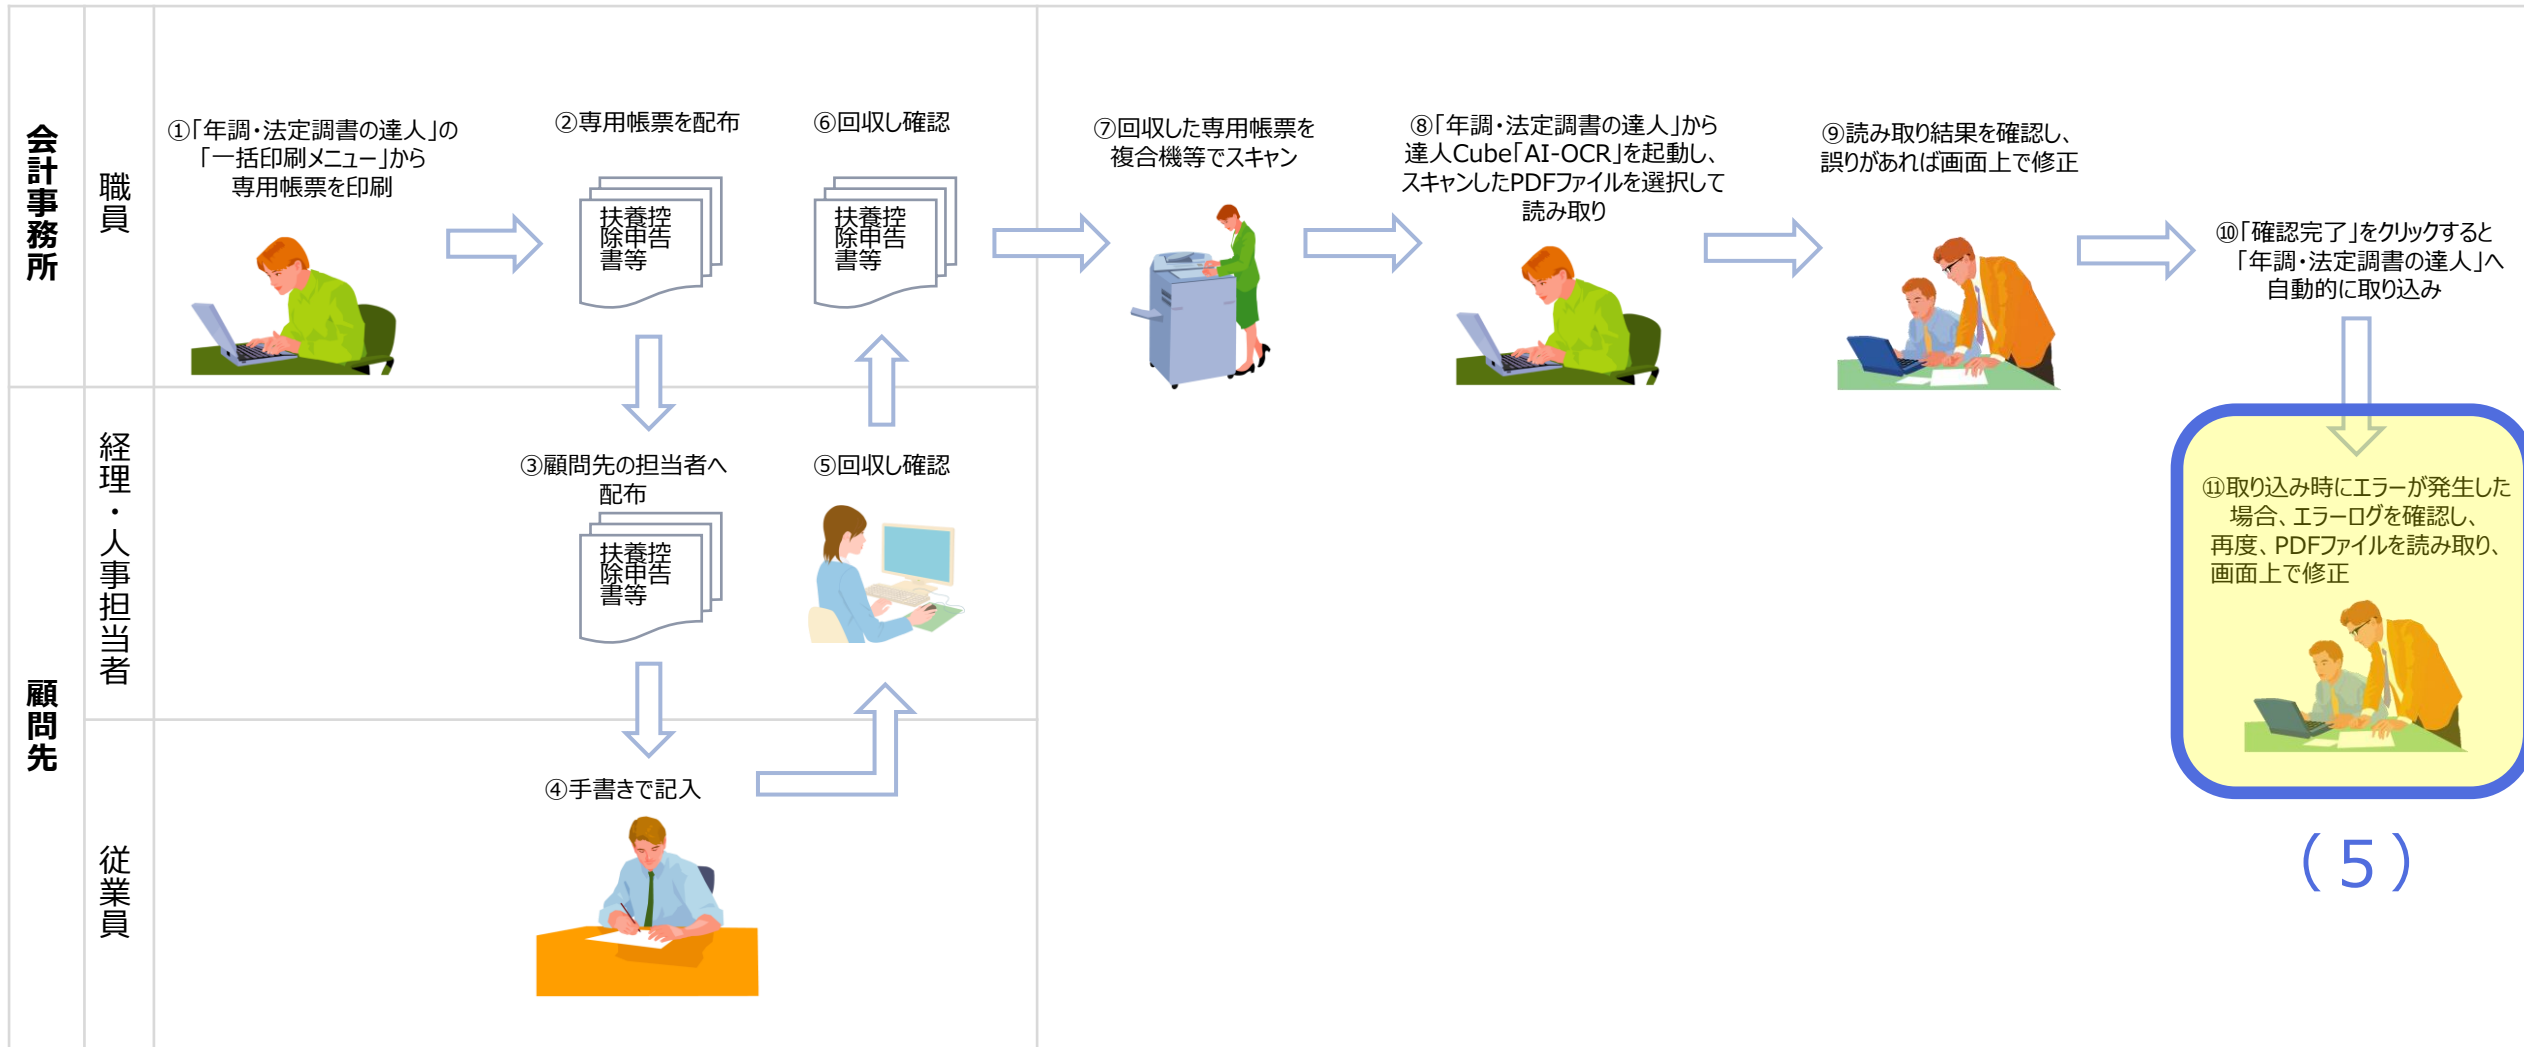 会計事務所
職員
①「年調・法定調書の達人」の
「一括印刷メニュー」から
専用帳票を印刷
②専用帳票を配布
扶養控
除申告
書等
⑥回収し確認
扶養控
除申告
書等
⑦回収した専用帳票を
複合機等でスキャン
⑧「年調・法定調書の達人」から
達人Cube「AI-OCR」を起動し、
スキャンしたPDFファイルを選択して
読み取り
⑨読み取り結果を確認し、
誤りがあれば画面上で修正
⑩「確認完了」をクリックすると
「年調・法定調書の達人」へ
自動的に取り込み
顧問先
経理・人事担当者
③顧問先の担当者へ
配布
扶養控
除申告
書等
⑤回収し確認
⑪取り込み時にエラーが発生した
場合、エラーログを確認し、
再度、PDFファイルを読み取り、
画面上で修正
従業員
④手書きで記入
（５）